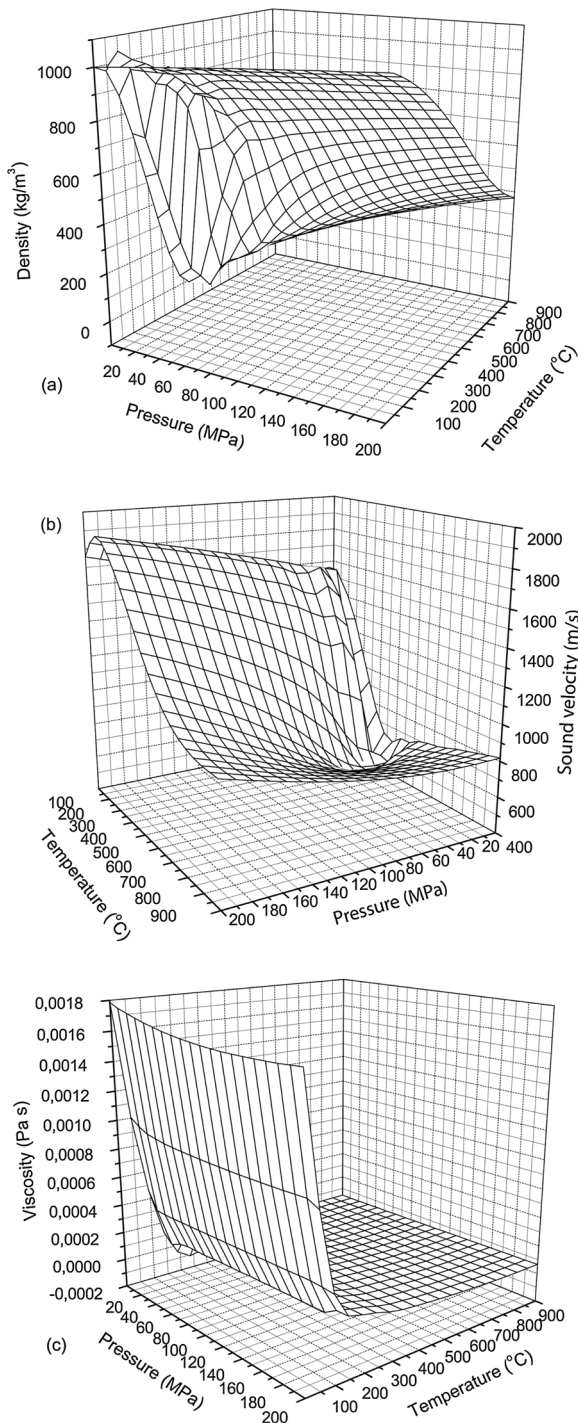 1000
800
600
400
200
0
Density (kg/m³)
(a)
20 40 60 80 100 120 140 160 180 200
Pressure (MPa)
100 200 300 400 500 600 700 800 900
Temperature (°C)
(b)
2000
1800
1600
1400
1200
1000
800
600
400
Sound velocity (m/s)
100 200 300 400 500 600 700 800 900
Temperature (°C)
200 180 160 140 120 100 80 60 40 20
Pressure (MPa)
0,0018
0,0016
0,0014
0,0012
0,0010
0,0008
0,0006
0,0004
0,0002
0,0000
-0,0002
Viscosity (Pa s)
(c)
20 40 60 80 100 120 140 160 180 200
Pressure (MPa)
100 200 300 400 500 600 700 800 900
Temperature (°C)